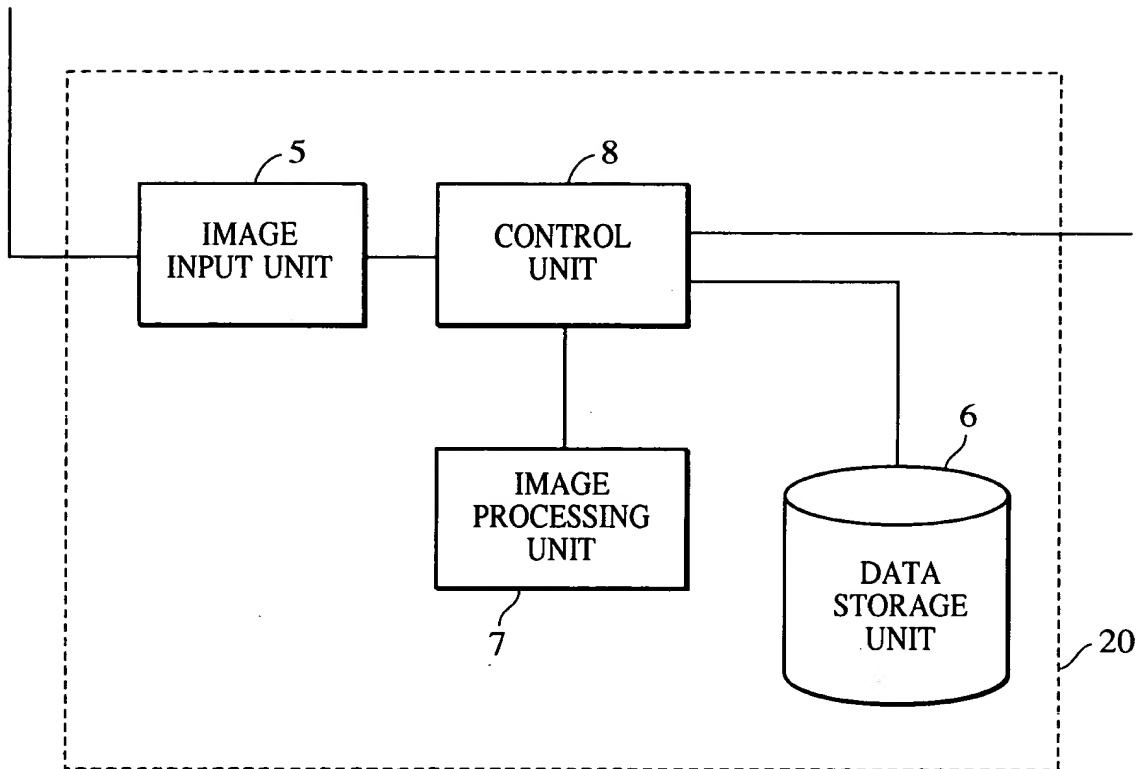 5
8
IMAGE
INPUT UNIT
CONTROL
UNIT
6
IMAGE
PROCESSING
UNIT
7
DATA
STORAGE
UNIT
20